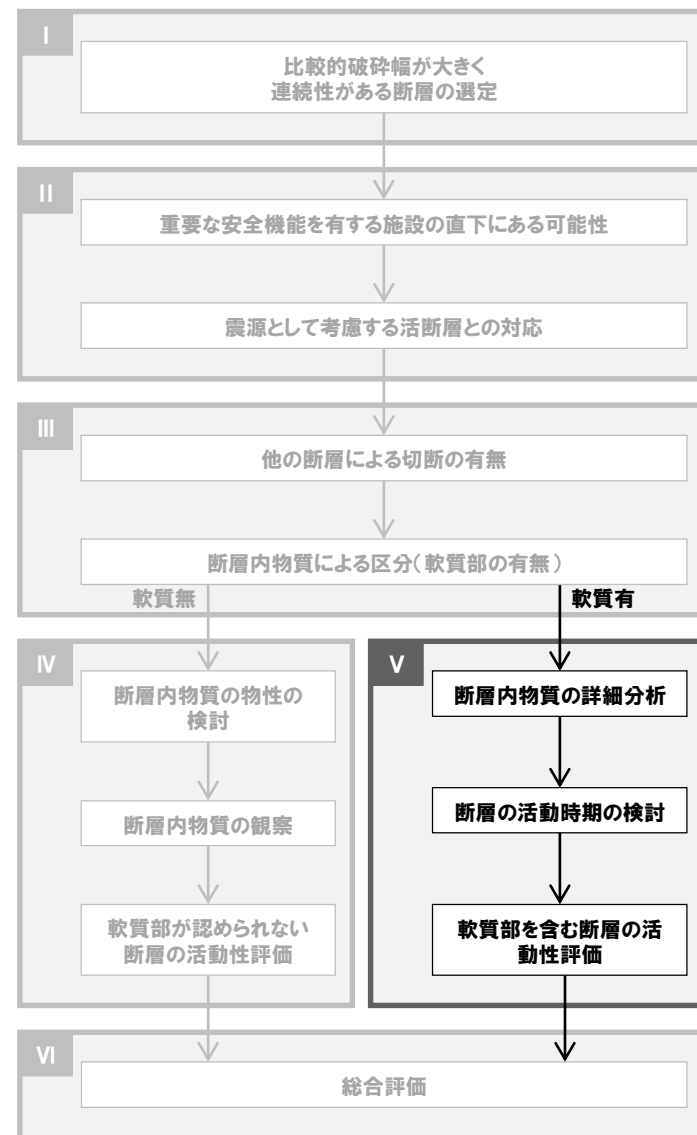 Ⅰ
比較的破砕幅が大きく
連続性がある断層の選定
Ⅱ
重要な安全機能を有する施設の直下にある可能性
震源として考慮する活断層との対応
Ⅲ
他の断層による切断の有無
断層内物質による区分（軟質部の有無）
軟質無
軟質有
Ⅳ
断層内物質の物性の
検討
断層内物質の観察
軟質部が認められない
断層の活動性評価
Ⅴ
断層内物質の詳細分析
断層の活動時期の検討
軟質部を含む断層の活
動性評価
Ⅵ
総合評価